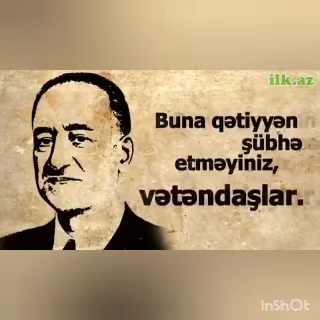 ilk.az
Buna qətiyyən
şübhə
etməyiniz,
vətəndaşlar.
InShOt